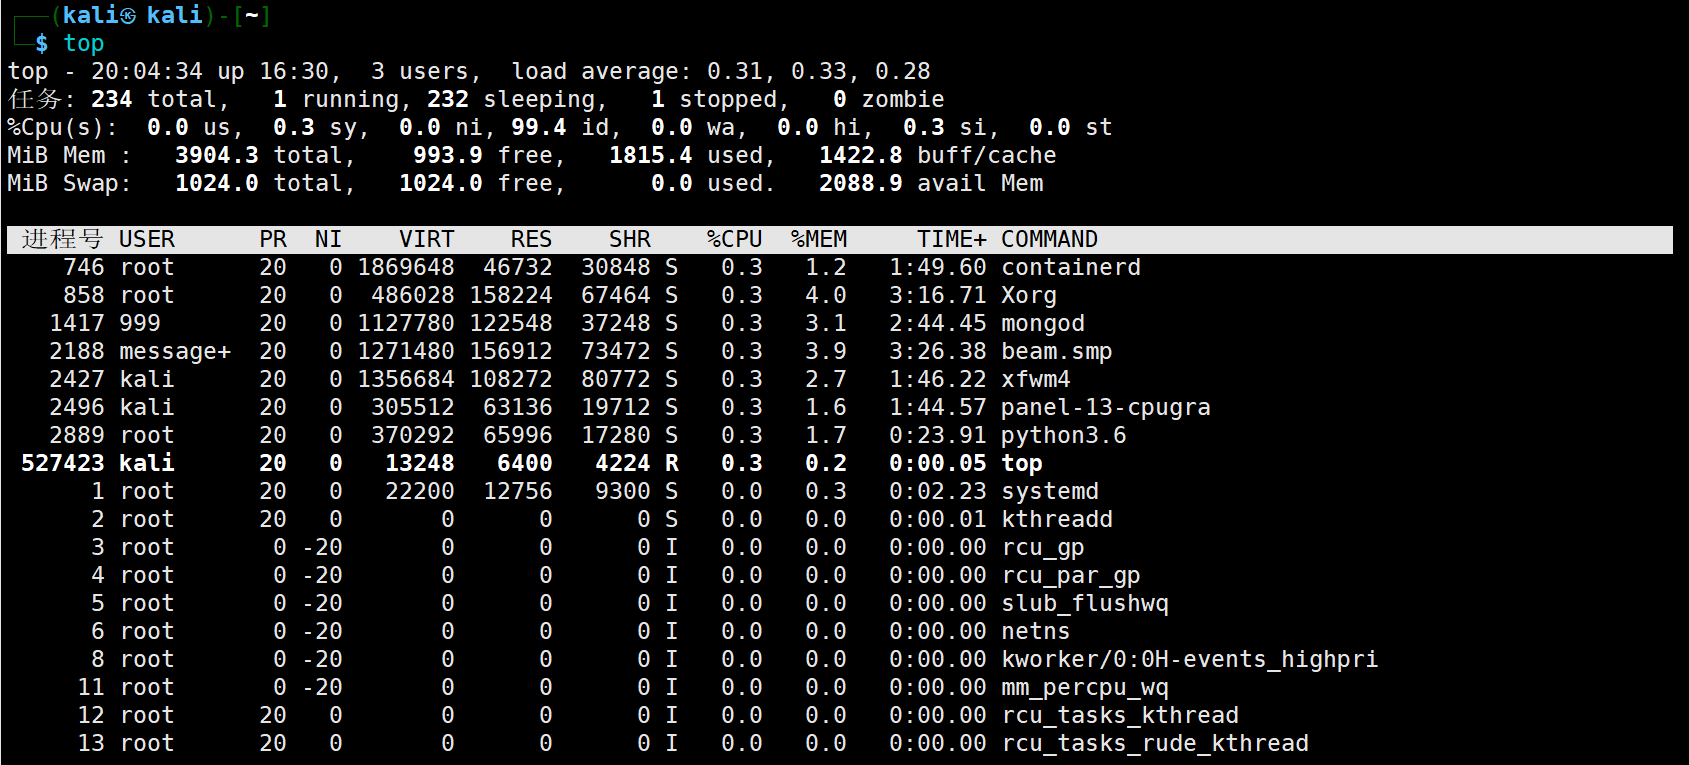 ┌──(kali㉿kali)-[~]
└─$ top
top - 20:04:34 up 16:30,  3 users,  load average: 0.31, 0.33, 0.28
任务: 234 total,   1 running, 232 sleeping,   1 stopped,   0 zombie
%Cpu(s):  0.0 us,  0.3 sy,  0.0 ni, 99.4 id,  0.0 wa,  0.0 hi,  0.3 si,  0.0 st
MiB Mem :   3904.3 total,    993.9 free,   1815.4 used,   1422.8 buff/cache
MiB Swap:   1024.0 total,   1024.0 free,      0.0 used.   2088.9 avail Mem
进程号 USER      PR  NI    VIRT    RES    SHR    %CPU  %MEM     TIME+ COMMAND
746 root      20   0 1869648  46732  30848 S   0.3   1.2   1:49.60 containerd
858 root      20   0  486028 158224  67464 S   0.3   4.0   3:16.71 Xorg
1417 999       20   0 1127780 122548  37248 S   0.3   3.1   2:44.45 mongod
2188 message+  20   0 1271480 156912  73472 S   0.3   3.9   3:26.38 beam.smp
2427 kali      20   0 1356684 108272  80772 S   0.3   2.7   1:46.22 xfwm4
2496 kali      20   0  305512  63136  19712 S   0.3   1.6   1:44.57 panel-13-cpugra
2889 root      20   0  370292  65996  17280 S   0.3   1.7   0:23.91 python3.6
527423 kali      20   0   13248   6400   4224 R   0.3   0.2   0:00.05 top
1 root      20   0   22200  12756   9300 S   0.0   0.3   0:02.23 systemd
2 root      20   0       0      0      0 S   0.0   0.0   0:00.01 kthreadd
3 root       0 -20       0      0      0 I   0.0   0.0   0:00.00 rcu_gp
4 root       0 -20       0      0      0 I   0.0   0.0   0:00.00 rcu_par_gp
5 root       0 -20       0      0      0 I   0.0   0.0   0:00.00 slub_flushwq
6 root       0 -20       0      0      0 I   0.0   0.0   0:00.00 netns
8 root       0 -20       0      0      0 I   0.0   0.0   0:00.00 kworker/0:0H-events_highpri
11 root       0 -20       0      0      0 I   0.0   0.0   0:00.00 mm_percpu_wq
12 root      20   0       0      0      0 I   0.0   0.0   0:00.00 rcu_tasks_kthread
13 root      20   0       0      0      0 I   0.0   0.0   0:00.00 rcu_tasks_rude_kthread